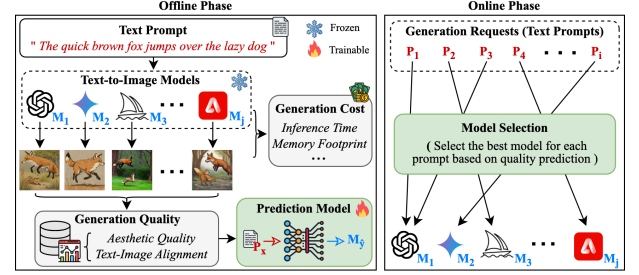 Offline Phase
Text Prompt
" The quick brown fox jumps over the lazy dog "
Frozen
Trainable
Text-to-Image Models
M1 M2 M3 ... Mj
Generation Cost
Inference Time
Memory Footprint
...
...
Generation Quality
Aesthetic Quality
Text-Image Alignment
Prediction Model
Px Mŷ
Online Phase
Generation Requests (Text Prompts)
P1 P2 P3 P4 ... Pi
Model Selection
( Select the best model for each
prompt based on quality prediction )
M1 M2 M3 ... Mj